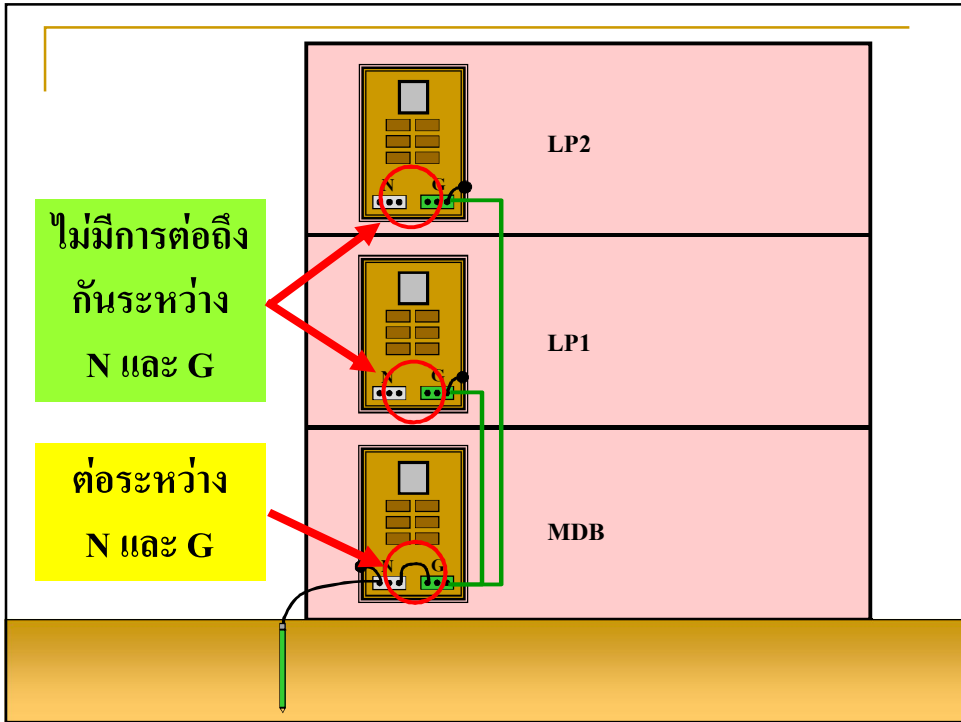 LP2
N G
ไม่มีการต่อถึง
กันระหว่าง
N และ G
LP1
N G
ต่อระหว่าง
N และ G
MDB
N G